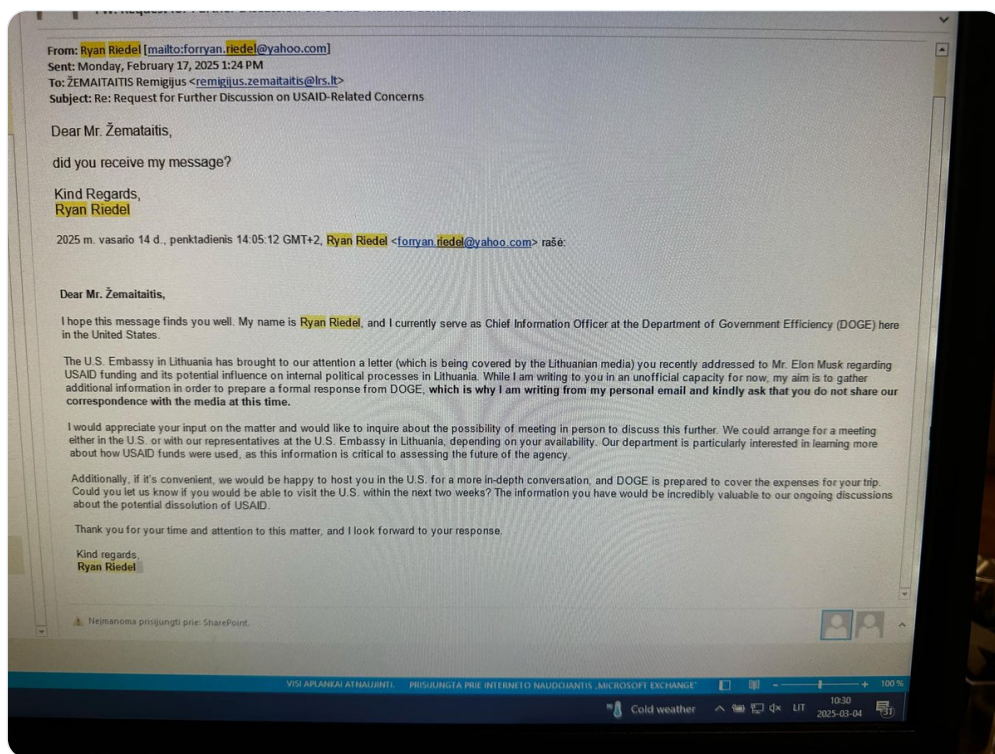 From: Ryan Riedel [mailto:forryan.riedel@yahoo.com]
Sent: Monday, February 17, 2025 1:24 PM
To: ŽEMAITAITIS Remigijus <remigijus.zemaitaitis@lrs.lt>
Subject: Re: Request for Further Discussion on USAID-Related Concerns
Dear Mr. Žemataitis,
did you receive my message?
Kind Regards,
Ryan Riedel
2025 m. vasario 14 d., penktadienis 14:05:12 GMT+2, Ryan Riedel <forryan.riedel@yahoo.com> rašė:
Dear Mr. Žemaitaitis,
I hope this message finds you well. My name is Ryan Riedel, and I currently serve as Chief Information Officer at the Department of Government Efficiency (DOGE) here
in the United States.
The U.S. Embassy in Lithuania has brought to our attention a letter (which is being covered by the Lithuanian media) you recently addressed to Mr. Elon Musk regarding
USAID funding and its potential influence on internal political processes in Lithuania. While I am writing to you in an unofficial capacity for now, my aim is to gather
additional information in order to prepare a formal response from DOGE, which is why I am writing from my personal email and kindly ask that you do not share our
correspondence with the media at this time.
I would appreciate your input on the matter and would like to inquire about the possibility of meeting in person to discuss this further. We could arrange for a meeting
either in the U.S. or with our representatives at the U.S. Embassy in Lithuania, depending on your availability. Our department is particularly interested in learning more
about how USAID funds were used, as this information is critical to assessing the future of the agency.
Additionally, if it's convenient, we would be happy to host you in the U.S. for a more in-depth conversation, and DOGE is prepared to cover the expenses for your trip.
Could you let us know if you would be able to visit the U.S. within the next two weeks? The information you have would be incredibly valuable to our ongoing discussions
about the potential dissolution of USAID.
Thank you for your time and attention to this matter, and I look forward to your response.
Kind regards,
Ryan Riedel
Neįmanoma prisijungti prie: SharePoint.
VISI APLANKAI ATNAUJINTI. PRISIJUNGTA PRIE INTERNETO NAUDOJANTIS „MICROSOFT EXCHANGE“ 100 %
Cold weather LIT 10:30
2025-03-04 31